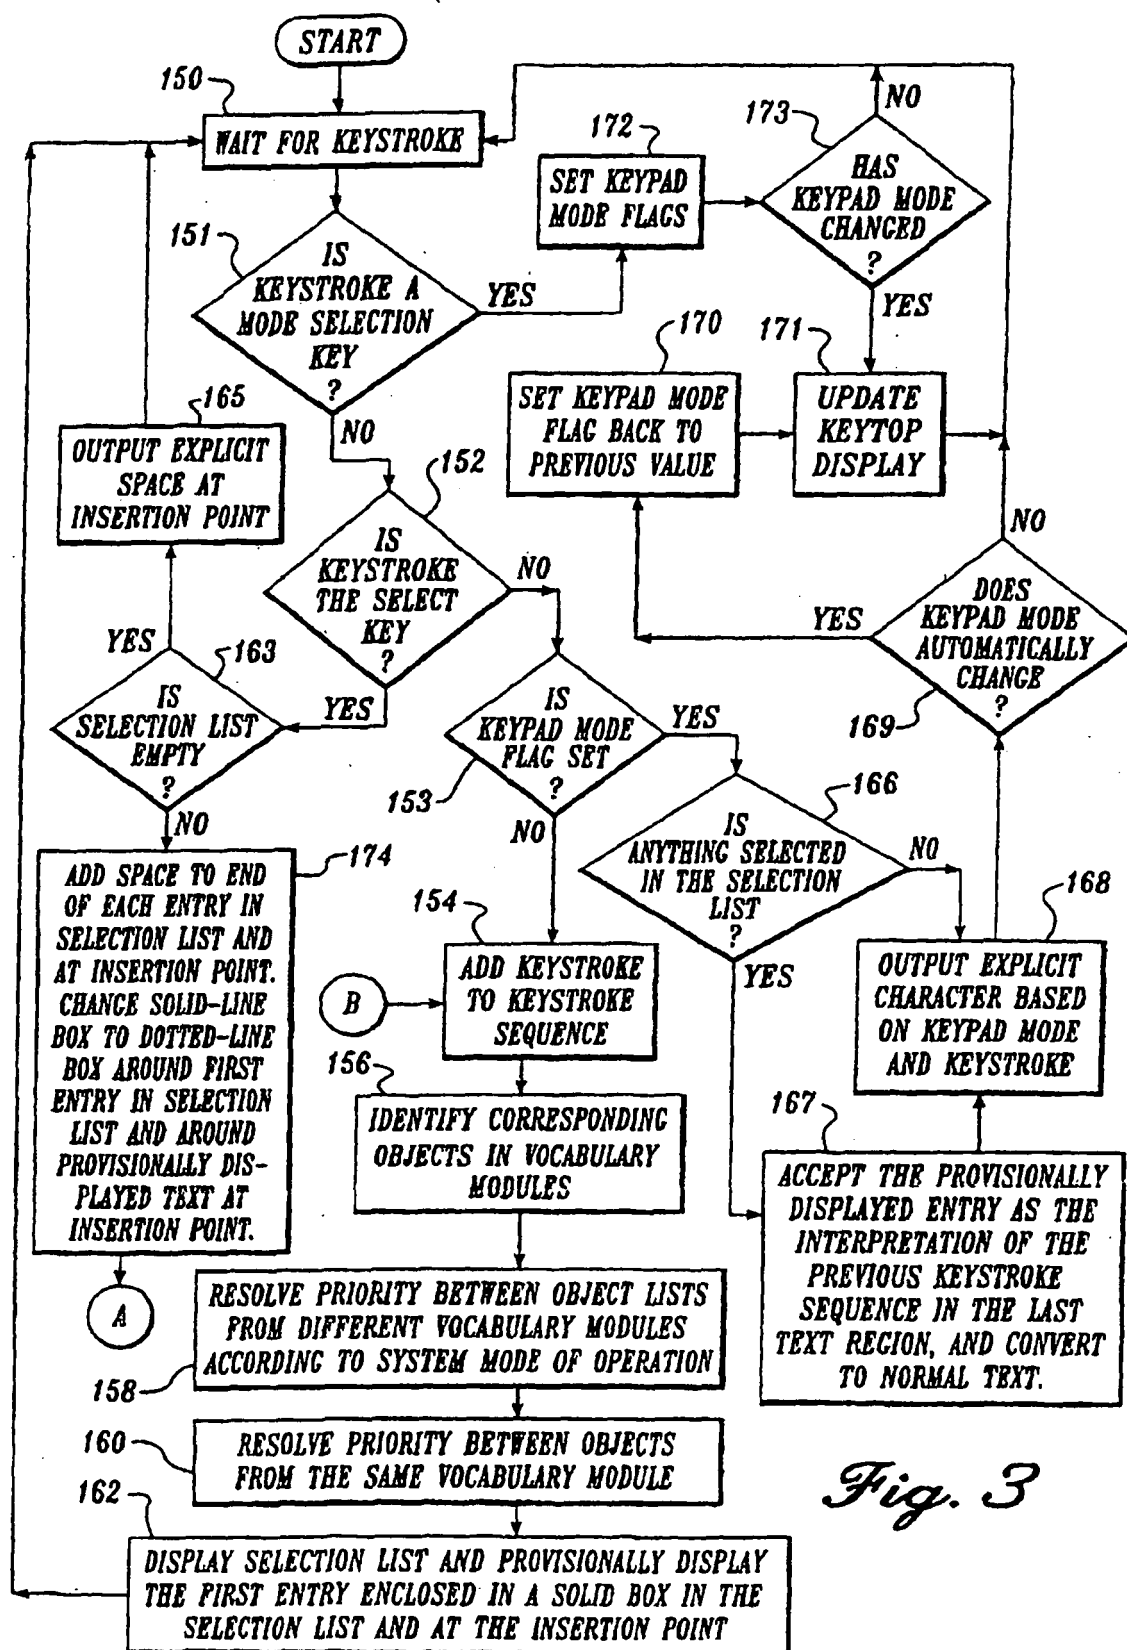 START
150
WAIT FOR KEYSTROKE
151
IS
KEYSTROKE A
MODE SELECTION
KEY
?
YES
NO
172
SET KEYPAD
MODE FLAGS
173
HAS
KEYPAD MODE
CHANGED
?
NO
YES
170
SET KEYPAD MODE
FLAG BACK TO
PREVIOUS VALUE
171
UPDATE
KEYTOP
DISPLAY
165
OUTPUT EXPLICIT
SPACE AT
INSERTION POINT
152
IS
KEYSTROKE
THE SELECT
KEY
?
NO
YES
163
IS
SELECTION LIST
EMPTY
?
YES
NO
153
IS
KEYPAD MODE
FLAG SET
?
YES
NO
169
DOES
KEYPAD MODE
AUTOMATICALLY
CHANGE
?
YES
NO
166
IS
ANYTHING SELECTED
IN THE SELECTION
LIST
?
NO
YES
174
ADD SPACE TO END
OF EACH ENTRY IN
SELECTION LIST AND
AT INSERTION POINT.
CHANGE SOLID-LINE
BOX TO DOTTED-LINE
BOX AROUND FIRST
ENTRY IN SELECTION
LIST AND AROUND
PROVISIONALLY DIS-
PLAYED TEXT AT
INSERTION POINT.
A
B
154
ADD KEYSTROKE
TO KEYSTROKE
SEQUENCE
168
OUTPUT EXPLICIT
CHARACTER BASED
ON KEYPAD MODE
AND KEYSTROKE
156
IDENTIFY CORRESPONDING
OBJECTS IN VOCABULARY
MODULES
167
ACCEPT THE PROVISIONALLY
DISPLAYED ENTRY AS THE
INTERPRETATION OF THE
PREVIOUS KEYSTROKE
SEQUENCE IN THE LAST
TEXT REGION, AND CONVERT
TO NORMAL TEXT.
158
RESOLVE PRIORITY BETWEEN OBJECT LISTS
FROM DIFFERENT VOCABULARY MODULES
ACCORDING TO SYSTEM MODE OF OPERATION
160
RESOLVE PRIORITY BETWEEN OBJECTS
FROM THE SAME VOCABULARY MODULE
162
DISPLAY SELECTION LIST AND PROVISIONALLY DISPLAY
THE FIRST ENTRY ENCLOSED IN A SOLID BOX IN THE
SELECTION LIST AND AT THE INSERTION POINT
Fig. 3